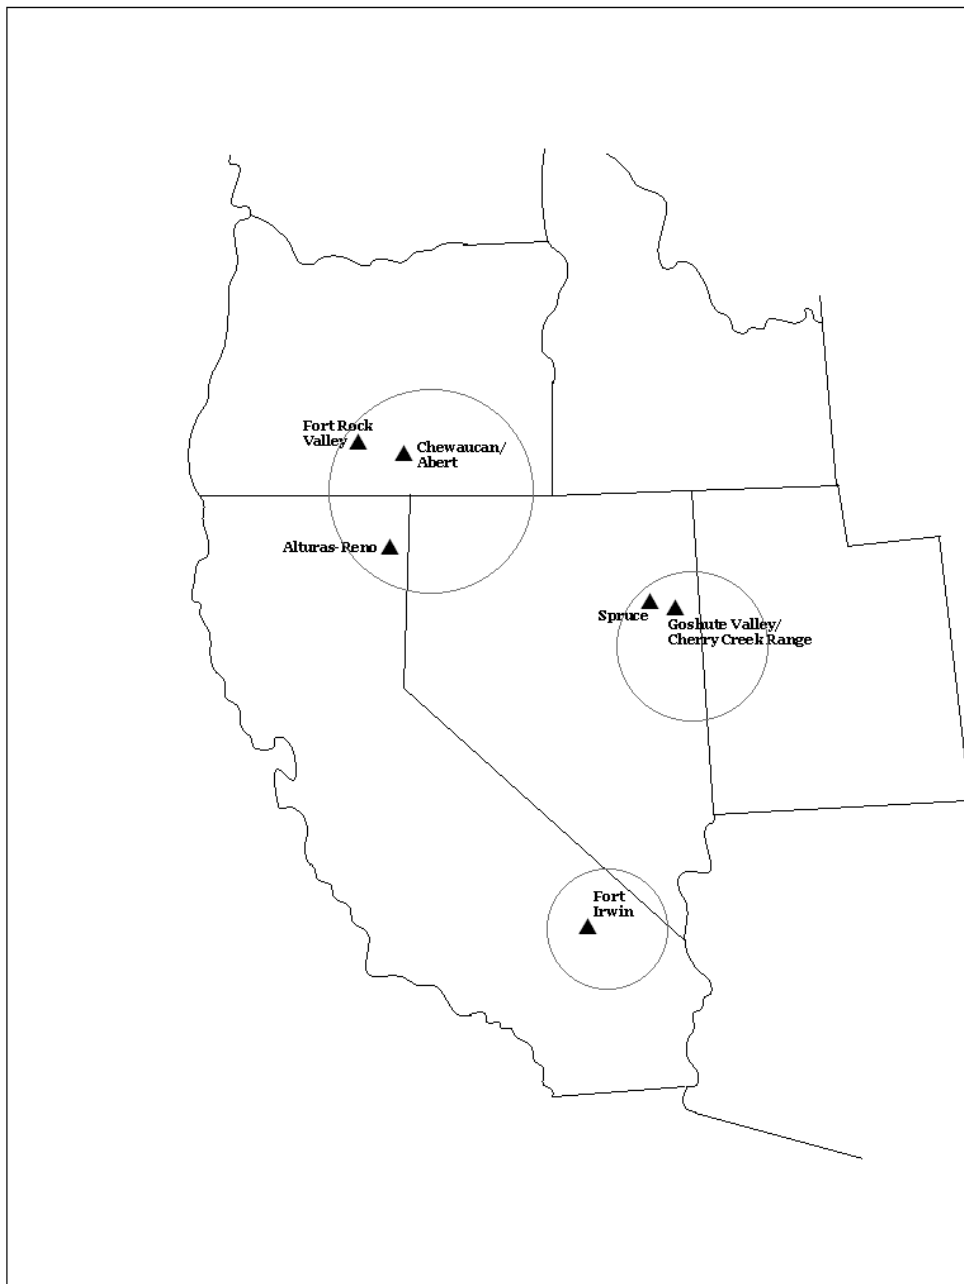 Fort Rock
Valley
Chewaucan/
Abert
Alturas-Reno
Spruce
Goshute Valley/
Cherry Creek Range
Fort
Irwin